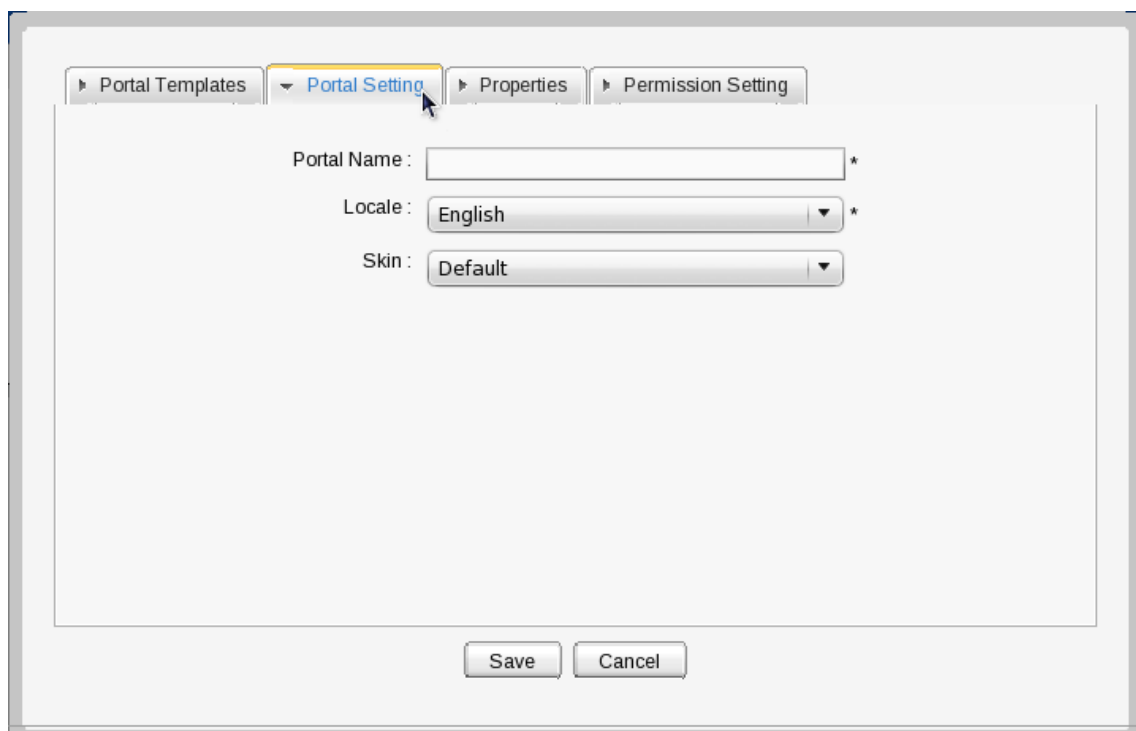 Portal Templates Portal Setting Properties Permission Setting
Portal Name : *
Locale : English *
Skin : Default
Save Cancel